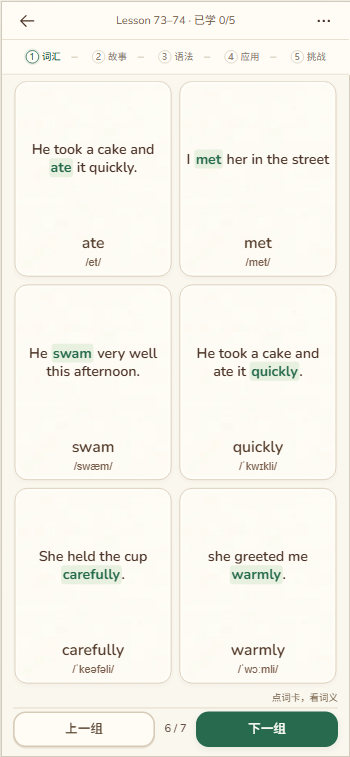 Lesson 73–74 · 已学 0/5
1 词汇 – 2 故事 – 3 语法 – 4 应用 – 5 挑战
He took a cake and
ate it quickly.
ate
/et/
I met her in the street
met
/met/
He swam very well
this afternoon.
swam
/swæm/
He took a cake and
ate it quickly.
quickly
/ˈkwɪkli/
She held the cup
carefully.
carefully
/ˈkeəfəli/
she greeted me
warmly.
warmly
/ˈwɔːmli/
点词卡，看词义
上一组
6 / 7
下一组